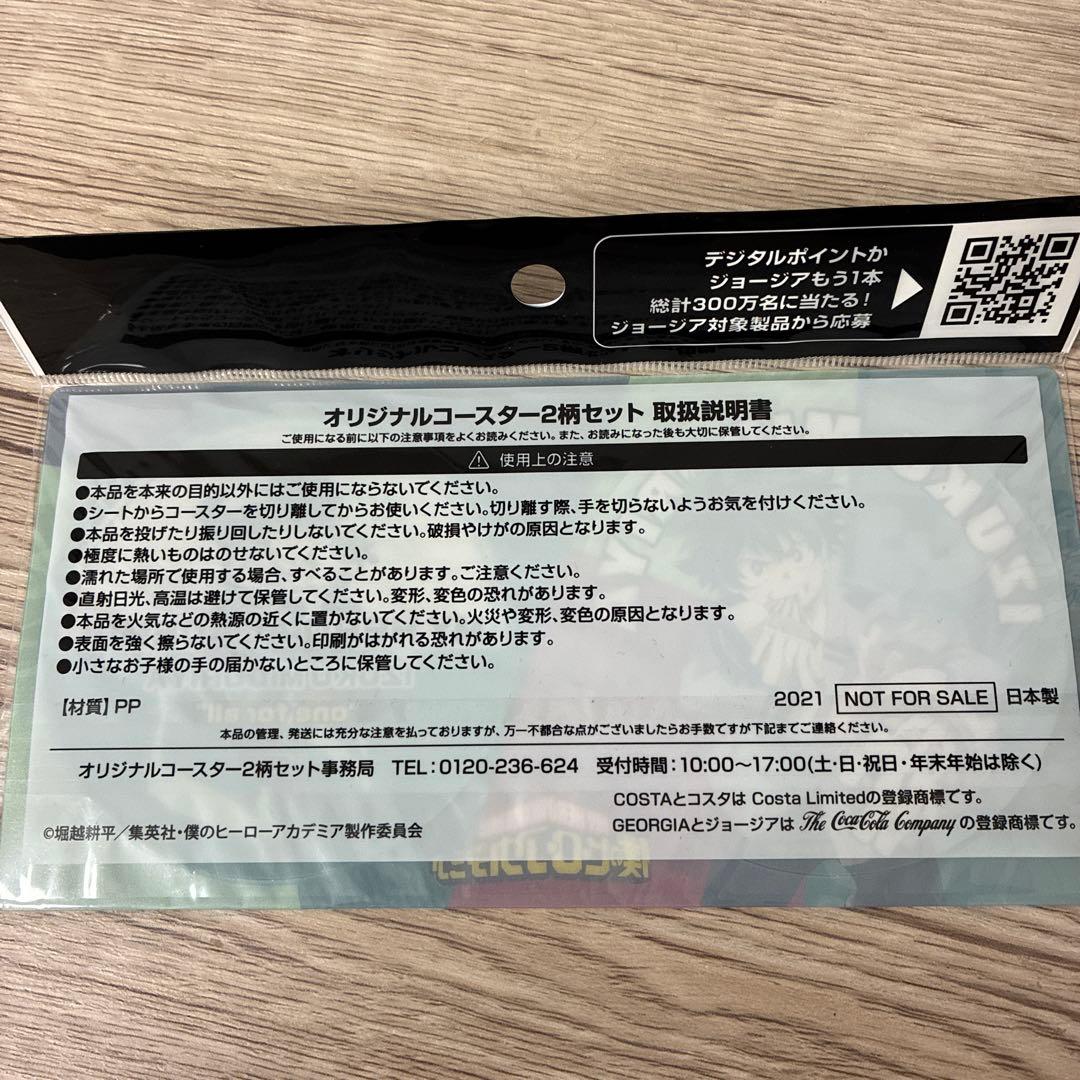 デジタルポイントか
ジョージアもう1本
総計300万名に当たる!
ジョージア対象製品から応募
オリジナルコースター2柄セット 取扱説明書
ご使用になる前に以下の注意事項をよくお読みください。また、お読みになった後も大切に保管してください。
使用上の注意
●本品を本来の目的以外にはご使用にならないでください。
●シートからコースターを切り離してからお使いください。切り離す際、手を切らないようお気を付けください。
●本品を投げたり振り回したりしないでください。破損やけがの原因となります。
●極度に熱いものはのせないでください。
●濡れた場所で使用する場合、すべることがあります。ご注意ください。
●直射日光、高温は避けて保管してください。変形、変色の恐れがあります。
●本品を火気などの熱源の近くに置かないでください。火災や変形、変色の原因となります。
●表面を強く擦らないでください。印刷がはがれる恐れがあります。
●小さなお子様の手の届かないところに保管してください。
【材質】PP
2021 NOT FOR SALE 日本製
本品の管理、発送には充分な注意を払っておりますが、万一不都合な点がございましたらお手数ですが下記までご連絡ください。
オリジナルコースター2柄セット事務局 TEL:0120-236-624 受付時間:10:00〜17:00(土・日・祝日・年末年始は除く)
COSTAとコスタは Costa Limitedの登録商標です。
GEORGIAとジョージアは The Coca-Cola Company の登録商標です。
©堀越耕平/集英社・僕のヒーローアカデミア製作委員会